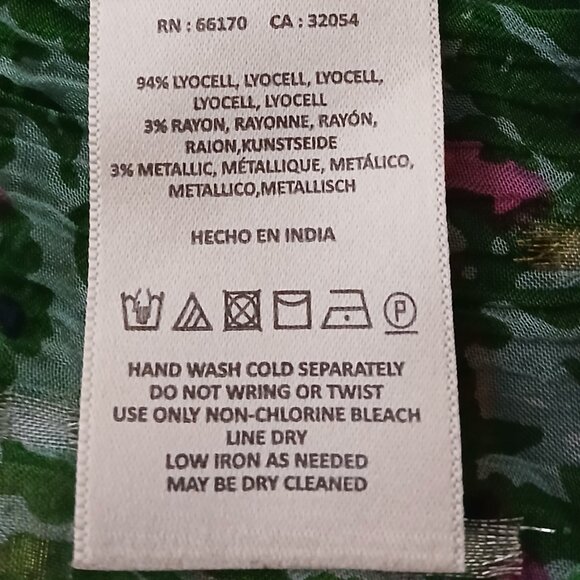 RN : 66170 CA : 32054
94% LYOCELL, LYOCELL, LYOCELL,
LYOCELL, LYOCELL
3% RAYON, RAYONNE, RAYÓN,
RAION,KUNSTSEIDE
3% METALLIC, MÉTALLIQUE, METÁLICO,
METALLICO,METALLISCH
HECHO EN INDIA
P
HAND WASH COLD SEPARATELY
DO NOT WRING OR TWIST
USE ONLY NON-CHLORINE BLEACH
LINE DRY
LOW IRON AS NEEDED
MAY BE DRY CLEANED